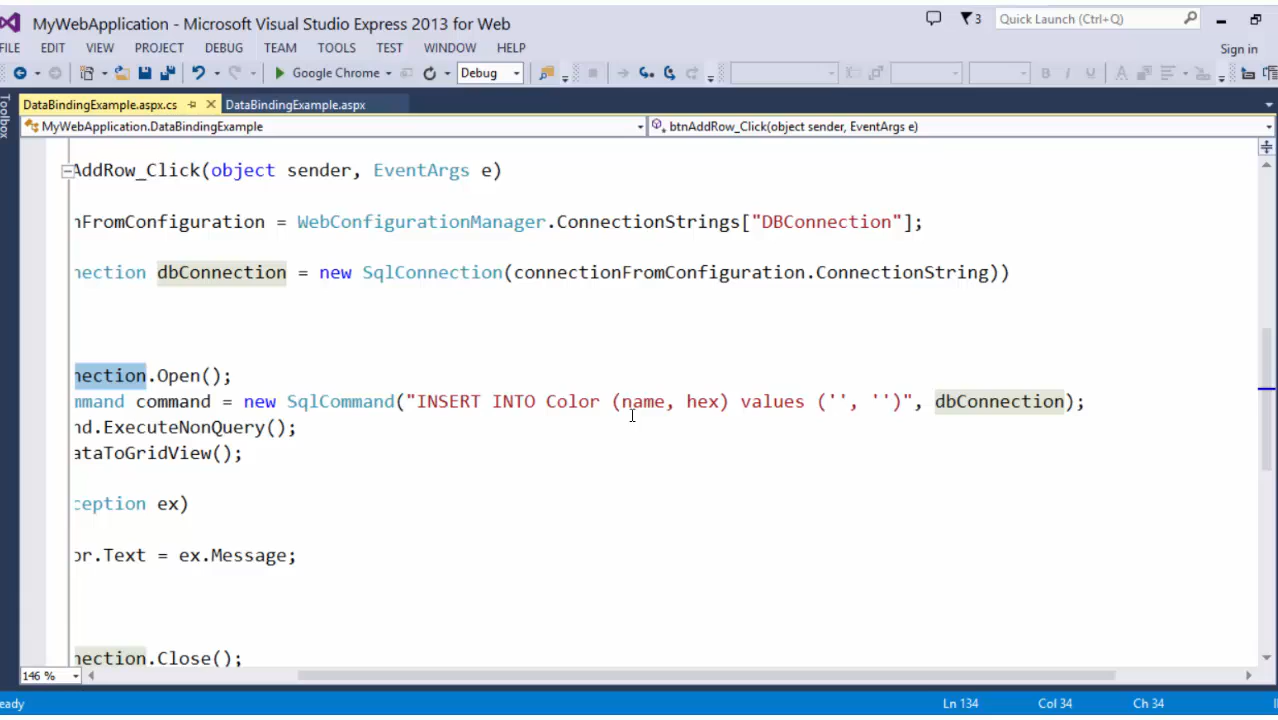 MyWebApplication - Microsoft Visual Studio Express 2013 for Web
3
Quick Launch (Ctrl+Q)
FILE EDIT VIEW PROJECT DEBUG TEAM TOOLS TEST WINDOW HELP
Sign in
Google Chrome
Debug
B I U A
Toolbox
DataBindingExample.aspx.cs
DataBindingExample.aspx
MyWebApplication.DataBindingExample
btnAddRow_Click(object sender, EventArgs e)
AddRow_Click(object sender, EventArgs e)
nFromConfiguration = WebConfigurationManager.ConnectionStrings["DBConnection"];
nection dbConnection = new SqlConnection(connectionFromConfiguration.ConnectionString))
nection.Open();
mmand command = new SqlCommand("INSERT INTO Color (name, hex) values ('', '')", dbConnection);
nd.ExecuteNonQuery();
ataToGridView();
ception ex)
or.Text = ex.Message;
nection.Close();
146 %
eady
Ln 134
Col 34
Ch 34